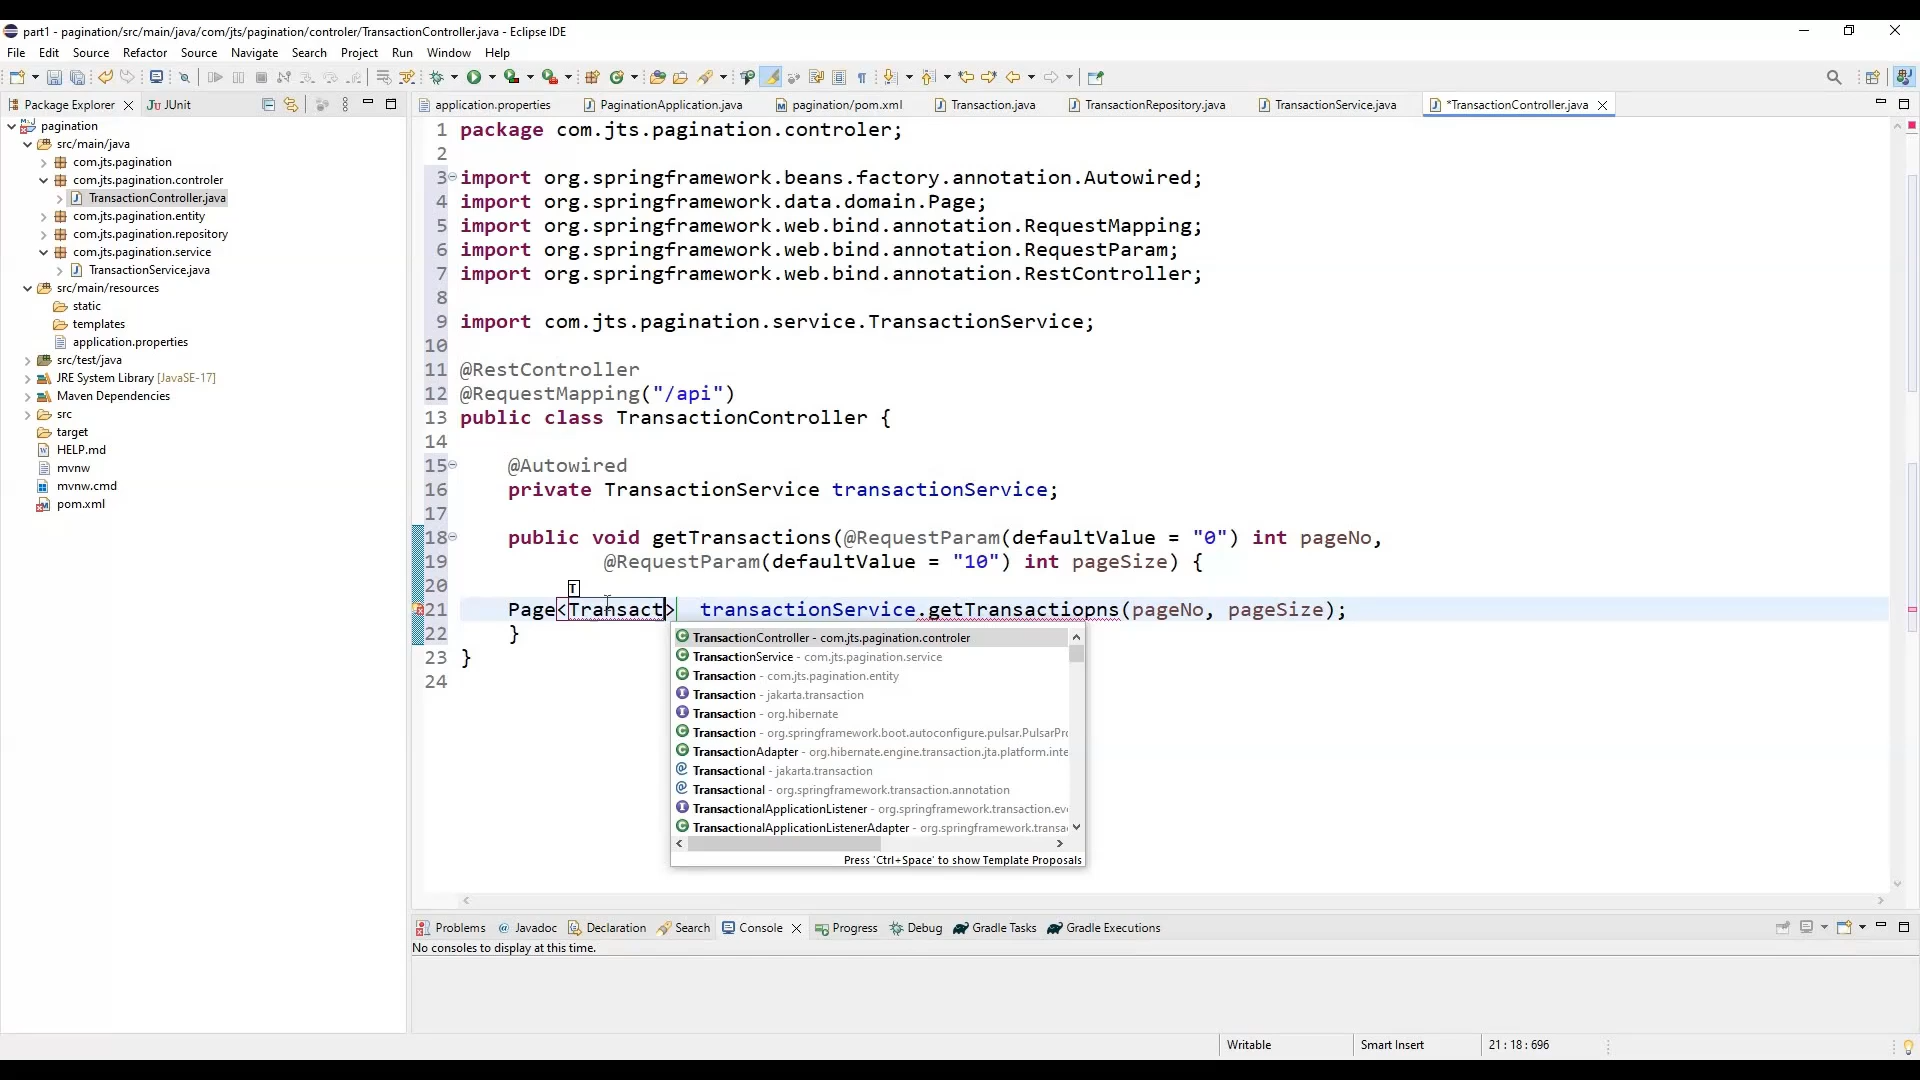 part1 - pagination/src/main/java/com/jts/pagination/controler/TransactionController.java - Eclipse IDE
File Edit Source Refactor Source Navigate Search Project Run Window Help
Package Explorer JUnit
application.properties PaginationApplication.java pagination/pom.xml Transaction.java TransactionRepository.java TransactionService.java *TransactionController.java
pagination
src/main/java
com.jts.pagination
com.jts.pagination.controler
TransactionController.java
com.jts.pagination.entity
com.jts.pagination.repository
com.jts.pagination.service
TransactionService.java
src/main/resources
static
templates
application.properties
src/test/java
JRE System Library [JavaSE-17]
Maven Dependencies
src
target
HELP.md
mvnw
mvnw.cmd
pom.xml
1 package com.jts.pagination.controler;
2
3 import org.springframework.beans.factory.annotation.Autowired;
4 import org.springframework.data.domain.Page;
5 import org.springframework.web.bind.annotation.RequestMapping;
6 import org.springframework.web.bind.annotation.RequestParam;
7 import org.springframework.web.bind.annotation.RestController;
8
9 import com.jts.pagination.service.TransactionService;
10
11 @RestController
12 @RequestMapping("/api")
13 public class TransactionController {
14
15 @Autowired
16 private TransactionService transactionService;
17
18 public void getTransactions(@RequestParam(defaultValue = "0") int pageNo,
19 @RequestParam(defaultValue = "10") int pageSize) {
20
T
21 Page<Transact> transactionService.getTransactiopns(pageNo, pageSize);
22 }
23 }
24
TransactionController - com.jts.pagination.controler
TransactionService - com.jts.pagination.service
Transaction - com.jts.pagination.entity
Transaction - jakarta.transaction
Transaction - org.hibernate
Transaction - org.springframework.boot.autoconfigure.pulsar.PulsarPr
TransactionAdapter - org.hibernate.engine.transaction.jta.platform.inte
Transactional - jakarta.transaction
Transactional - org.springframework.transaction.annotation
TransactionalApplicationListener - org.springframework.transaction.ev
TransactionalApplicationListenerAdapter - org.springframework.transa
Press 'Ctrl+Space' to show Template Proposals
Problems @ Javadoc Declaration Search Console Progress Debug Gradle Tasks Gradle Executions
No consoles to display at this time.
Writable Smart Insert 21 : 18 : 696